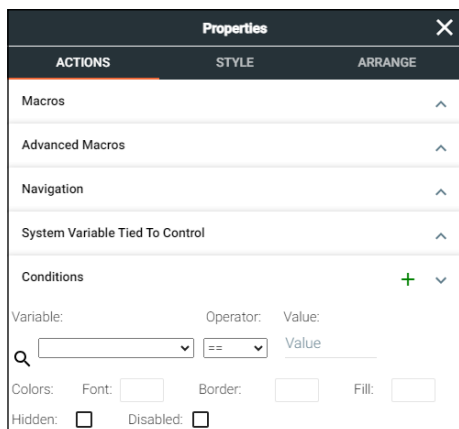 Properties
ACTIONS STYLE ARRANGE
Macros
Advanced Macros
Navigation
System Variable Tied To Control
Conditions
Variable: Operator: Value:
== Value
Colors: Font: Border: Fill:
Hidden: Disabled: